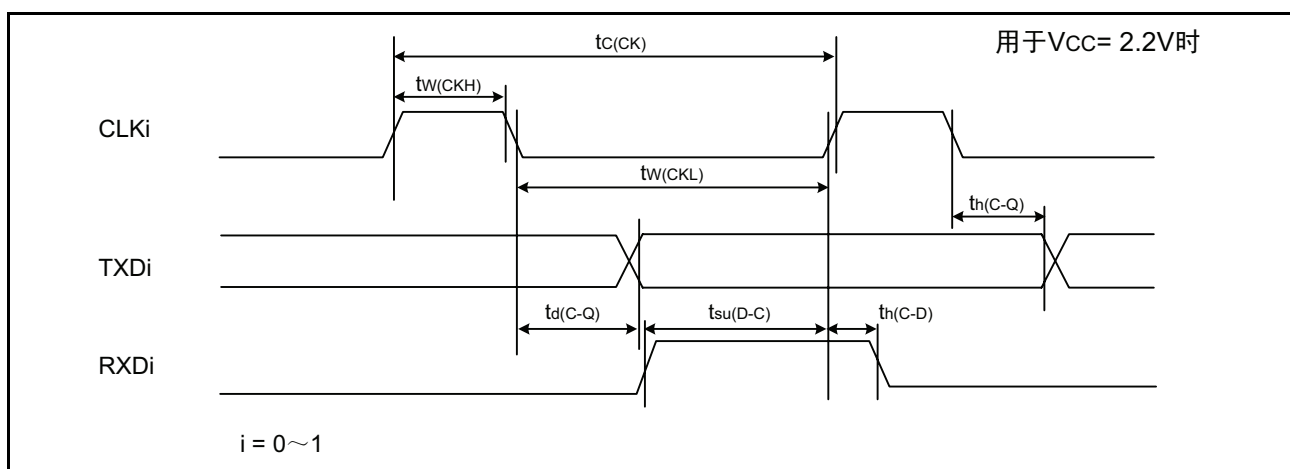 tC(CK)
用于VCC= 2.2V时
tW(CKH)
CLKi
tW(CKL)
th(C-Q)
TXDi
td(C-Q)
tsu(D-C)
th(C-D)
RXDi
i = 0～1